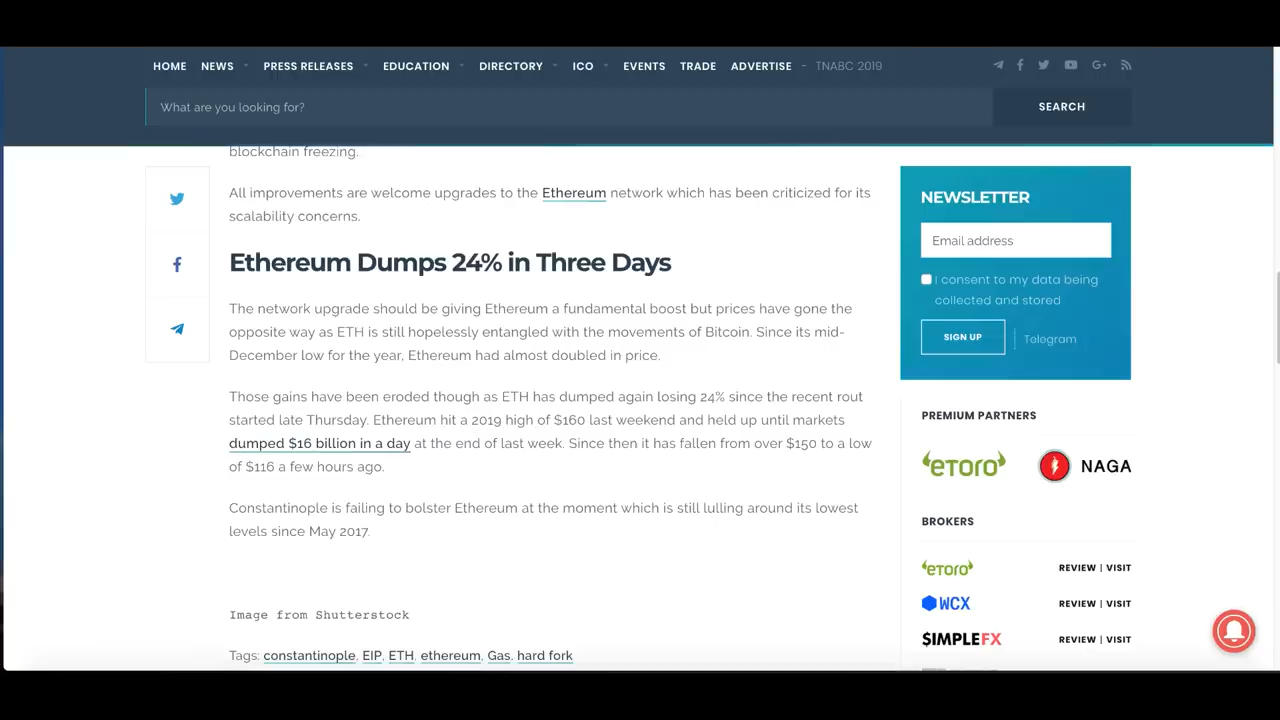 HOME NEWS PRESS RELEASES EDUCATION DIRECTORY ICO EVENTS TRADE ADVERTISE - TNABC 2019
What are you looking for?
SEARCH
blockchain freezing.
All improvements are welcome upgrades to the Ethereum network which has been criticized for its
scalability concerns.
Ethereum Dumps 24% in Three Days
The network upgrade should be giving Ethereum a fundamental boost but prices have gone the
opposite way as ETH is still hopelessly entangled with the movements of Bitcoin. Since its mid-
December low for the year, Ethereum had almost doubled in price.
Those gains have been eroded though as ETH has dumped again losing 24% since the recent rout
started late Thursday. Ethereum hit a 2019 high of $160 last weekend and held up until markets
dumped $16 billion in a day at the end of last week. Since then it has fallen from over $150 to a low
of $116 a few hours ago.
Constantinople is failing to bolster Ethereum at the moment which is still lulling around its lowest
levels since May 2017.
Image from Shutterstock
Tags: constantinople, EIP, ETH, ethereum, Gas, hard fork
NEWSLETTER
Email address
I consent to my data being
collected and stored
SIGN UP
Telegram
PREMIUM PARTNERS
eToro
NAGA
BROKERS
eToro REVIEW | VISIT
WCX REVIEW | VISIT
$IMPLEFX REVIEW | VISIT